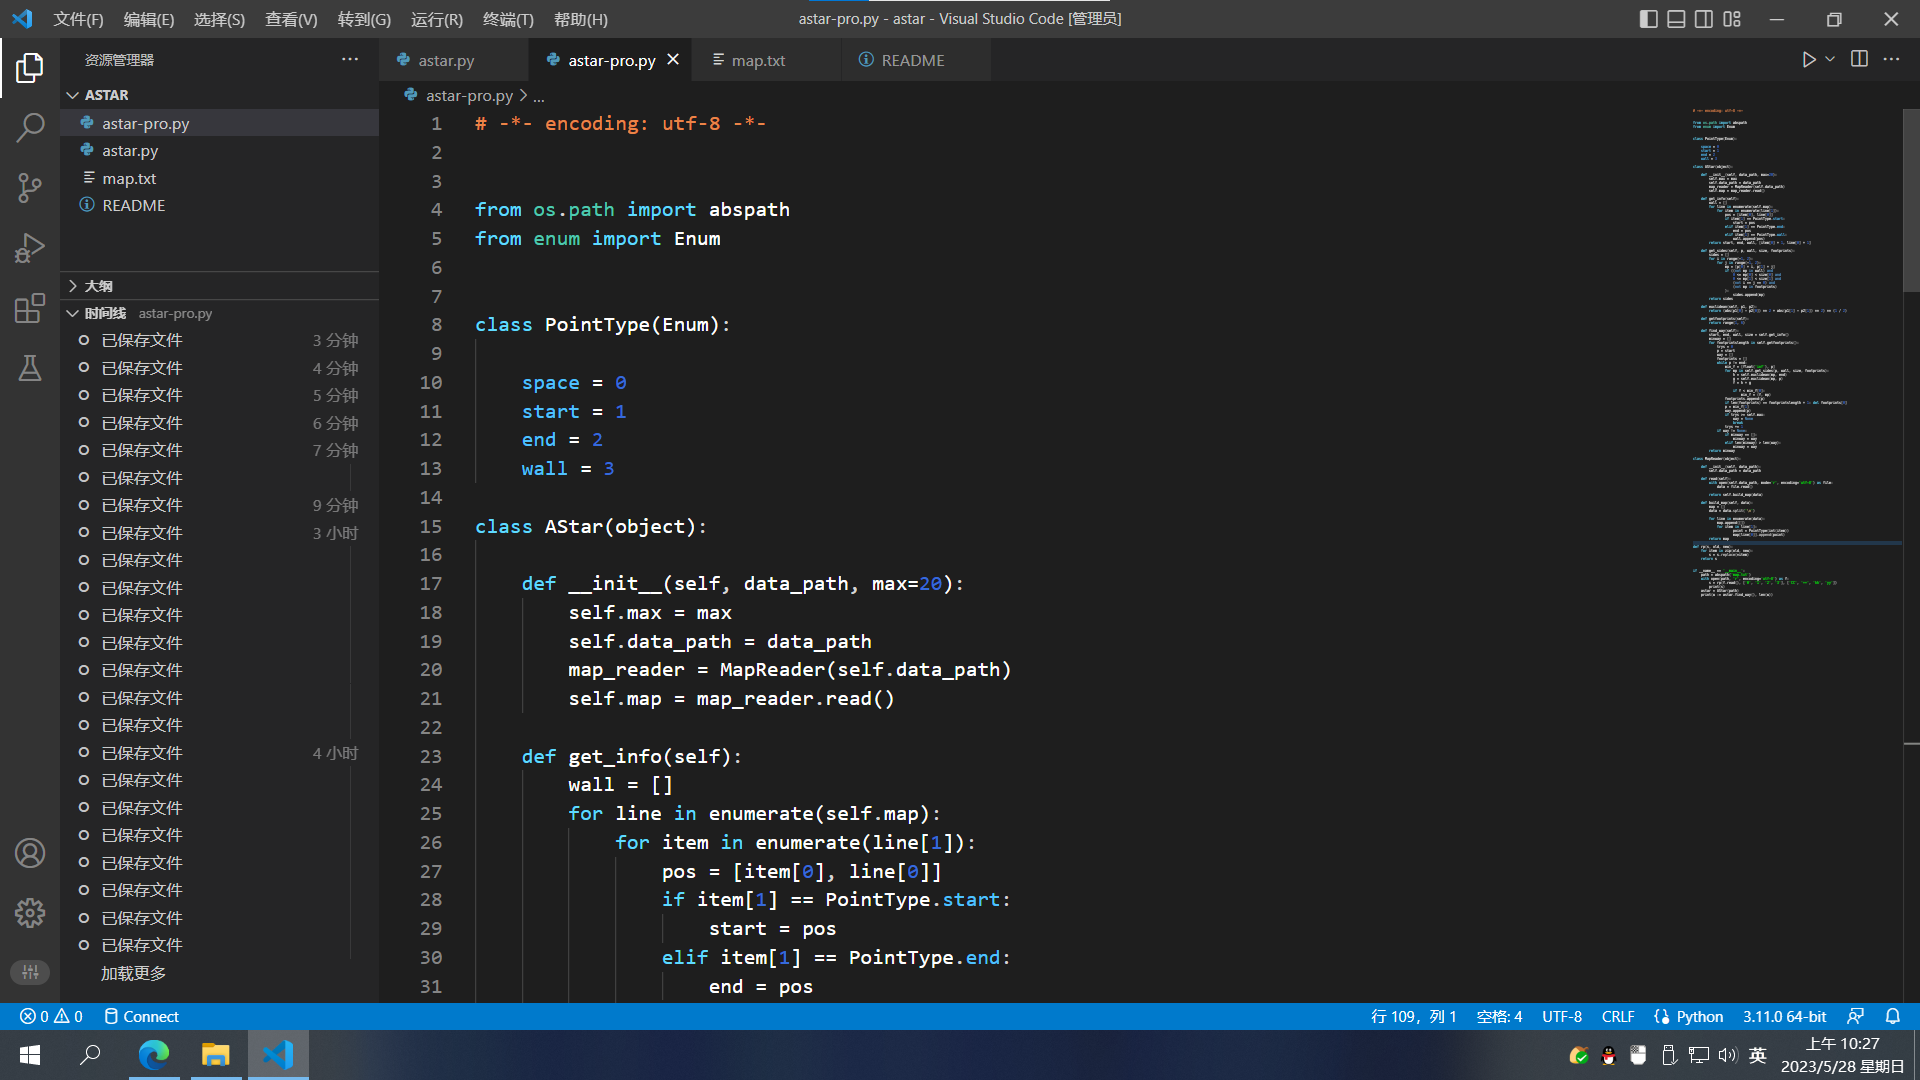 文件(F) 编辑(E) 选择(S) 查看(V) 转到(G) 运行(R) 终端(T) 帮助(H) astar-pro.py - astar - Visual Studio Code [管理员]
资源管理器
ASTAR
astar-pro.py
astar.py
map.txt
README
大纲
时间线 astar-pro.py
已保存文件 3 分钟
已保存文件 4 分钟
已保存文件 5 分钟
已保存文件 6 分钟
已保存文件 7 分钟
已保存文件
已保存文件 9 分钟
已保存文件 3 小时
已保存文件
已保存文件
已保存文件
已保存文件
已保存文件
已保存文件
已保存文件
已保存文件 4 小时
已保存文件
已保存文件
已保存文件
已保存文件
已保存文件
已保存文件
已保存文件
加载更多
astar.py astar-pro.py map.txt README
astar-pro.py > ...
1 # -*- encoding: utf-8 -*-
2
3
4 from os.path import abspath
5 from enum import Enum
6
7
8 class PointType(Enum):
9
10 space = 0
11 start = 1
12 end = 2
13 wall = 3
14
15 class AStar(object):
16
17 def __init__(self, data_path, max=20):
18 self.max = max
19 self.data_path = data_path
20 map_reader = MapReader(self.data_path)
21 self.map = map_reader.read()
22
23 def get_info(self):
24 wall = []
25 for line in enumerate(self.map):
26 for item in enumerate(line[1]):
27 pos = [item[0], line[0]]
28 if item[1] == PointType.start:
29 start = pos
30 elif item[1] == PointType.end:
31 end = pos
0 0 Connect 行 109，列 1 空格: 4 UTF-8 CRLF Python 3.11.0 64-bit
英
上午 10:27
2023/5/28 星期日